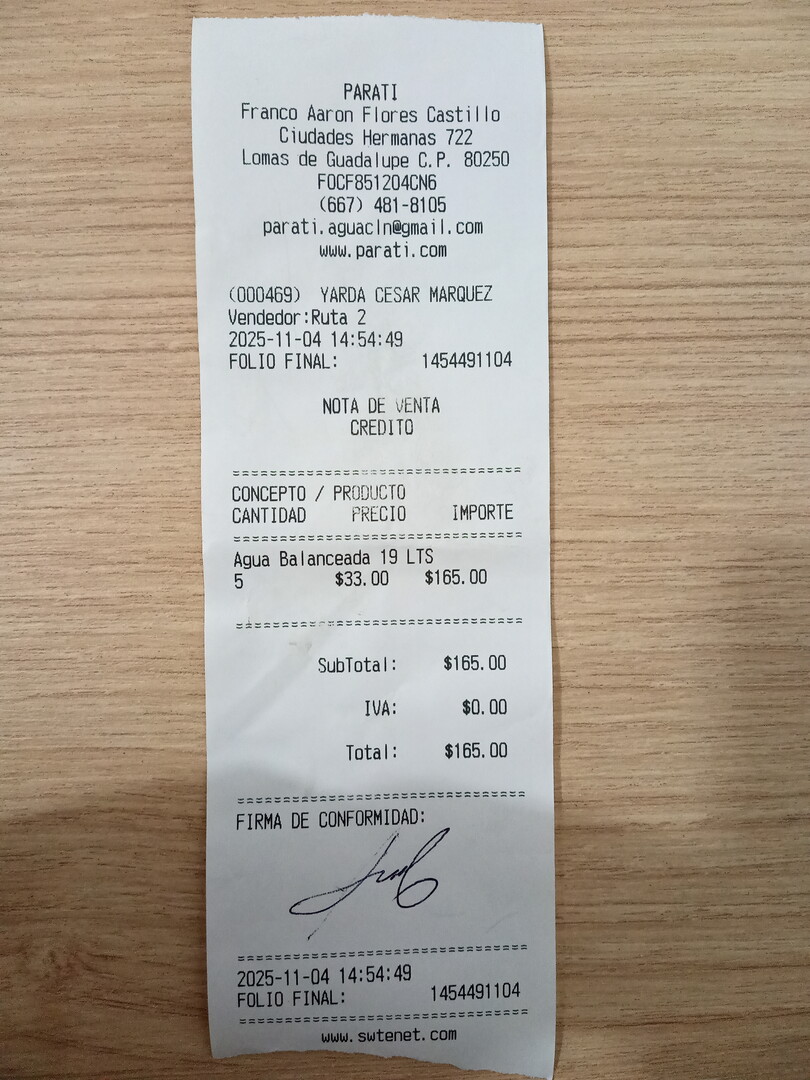 PARATI
Franco Aaron Flores Castillo
Ciudades Hermanas 722
Lomas de Guadalupe C.P. 80250
FOCF851204CN6
(667) 481-8105
parati.aguacln@gmail.com
www.parati.com
(000469) YARDA CESAR MARQUEZ
Vendedor:Ruta 2
2025-11-04 14:54:49
FOLIO FINAL: 1454491104
NOTA DE VENTA
CREDITO
================================
CONCEPTO / PRODUCTO
CANTIDAD PRECIO IMPORTE
================================
Agua Balanceada 19 LTS
5 $33.00 $165.00
================================
SubTotal: $165.00
IVA: $0.00
Total: $165.00
================================
FIRMA DE CONFORMIDAD:
================================
2025-11-04 14:54:49
FOLIO FINAL: 1454491104
================================
www.swtenet.com